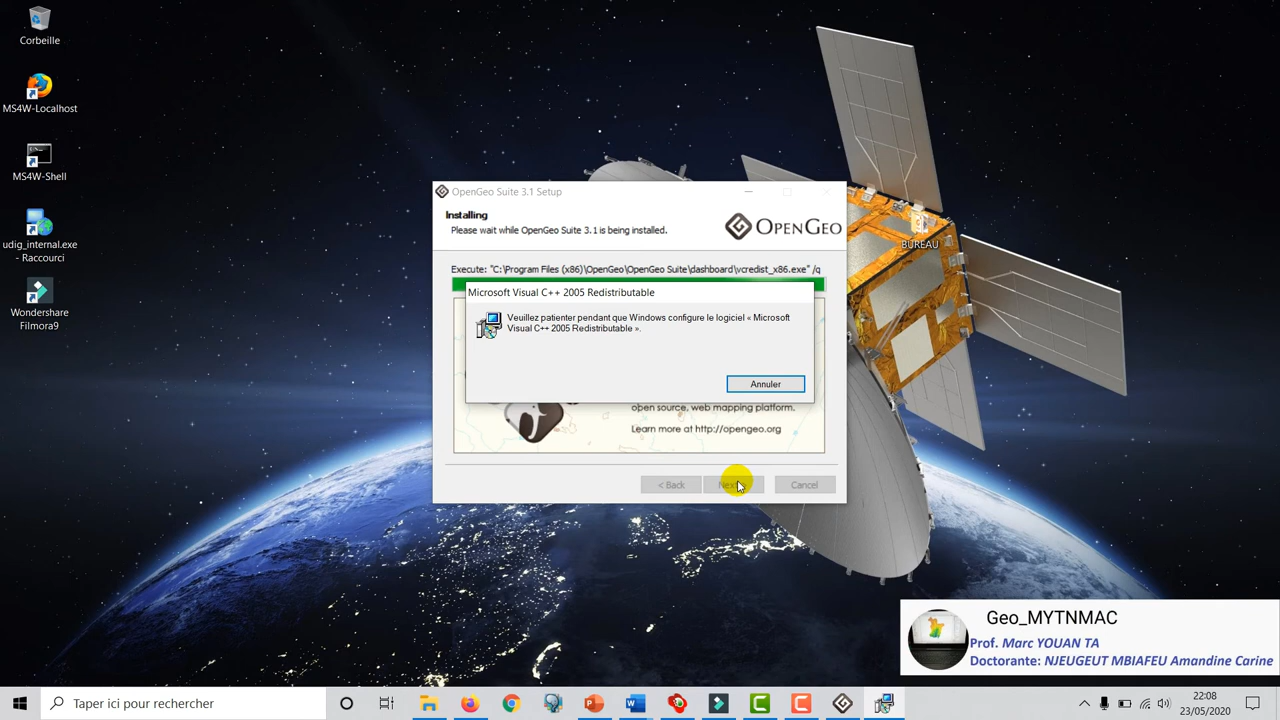 Corbeille
MS4W-Localhost
MS4W-Shell
udig_internal.exe
- Raccourci
Wondershare
Filmora9
BUREAU
OpenGeo Suite 3.1 Setup
Installing
Please wait while OpenGeo Suite 3.1 is being installed.
OPENGEO
Execute: "C:\Program Files (x86)\OpenGeo\OpenGeo Suite\dashboard\vcredist_x86.exe" /q
Microsoft Visual C++ 2005 Redistributable
Veuillez patienter pendant que Windows configure le logiciel « Microsoft
Visual C++ 2005 Redistributable ».
Annuler
open source, web mapping platform.
Learn more at http://opengeo.org
< Back
Next >
Cancel
Geo_MYTNMAC
Prof. Marc YOUAN TA
Doctorante: NJEUGEUT MBIAFEU Amandine Carine
Taper ici pour rechercher
22:08
23/05/2020